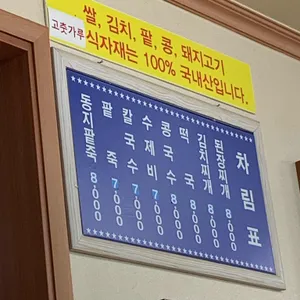 쌀, 김치, 팥, 콩, 돼지고기
고춧가루
식자재는 100% 국내산입니다.
차림표
된장찌개 8,000
김치찌개 8,000
떡국 8,000
콩국수 8,000
수제비 7,000
칼국수 7,000
팥죽 7,000
동지팥죽 8,000